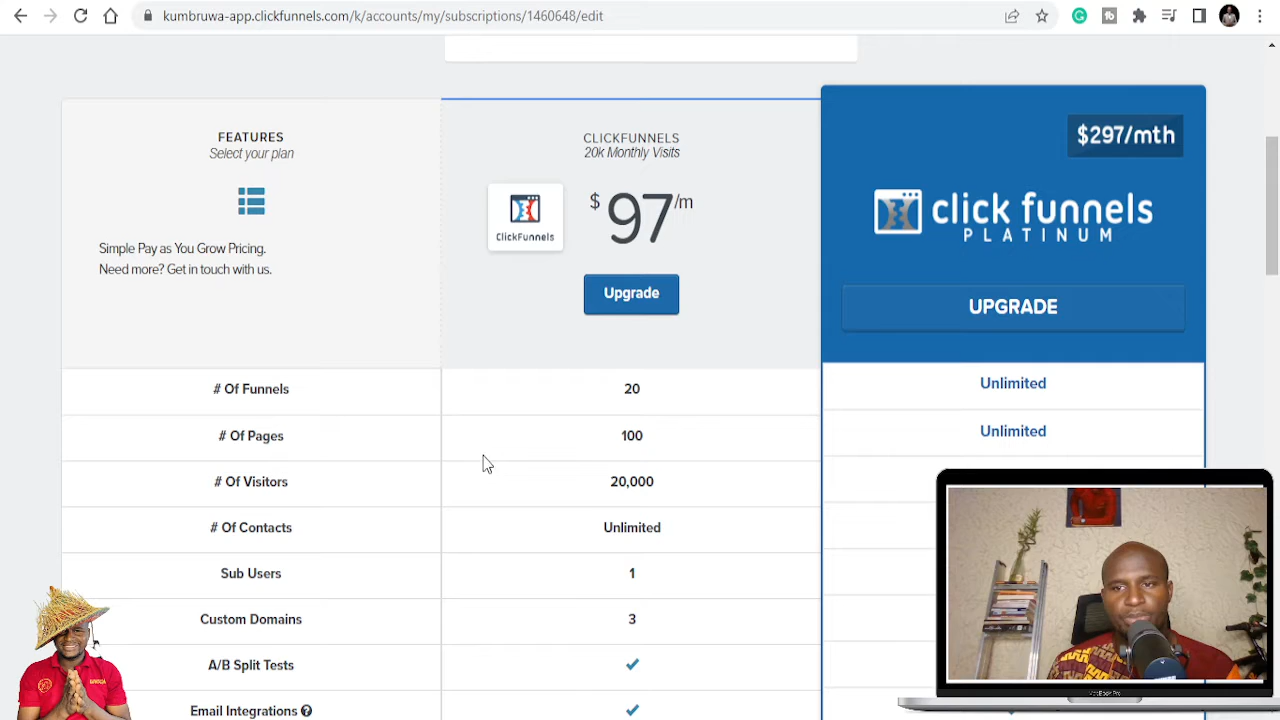 kumbruwa-app.clickfunnels.com/k/accounts/my/subscriptions/1460648/edit
FEATURES
Select your plan
Simple Pay as You Grow Pricing.
Need more? Get in touch with us.
CLICKFUNNELS
20k Monthly Visits
ClickFunnels
$ 97/m
Upgrade
$297/mth
click funnels
PLATINUM
UPGRADE
# Of Funnels 20 Unlimited
# Of Pages 100 Unlimited
# Of Visitors 20,000
# Of Contacts Unlimited
Sub Users 1
Custom Domains 3
A/B Split Tests
Integrations
MacBook Pro